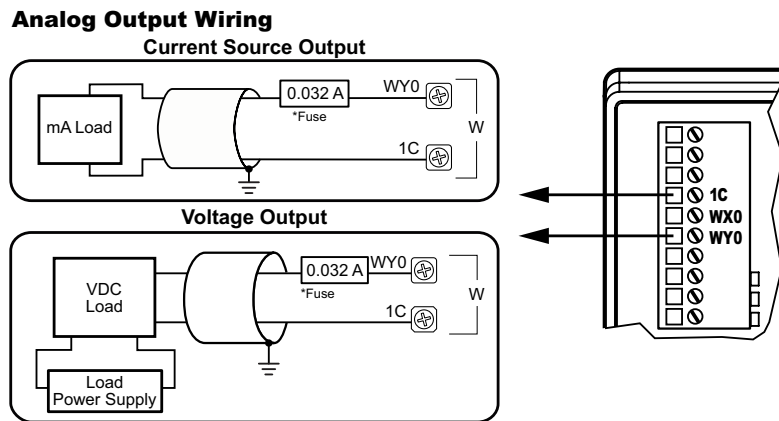 Analog Output Wiring
Current Source Output
mA Load
0.032 A
*Fuse
WY0
1C
W
Voltage Output
VDC
Load
0.032 A
*Fuse
WY0
1C
W
Load
Power Supply
1C
WX0
WY0